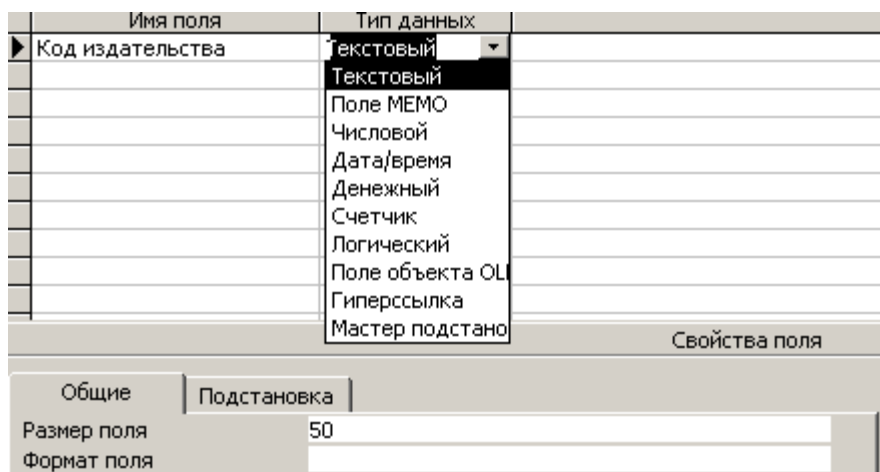 Имя поля Тип данных
Код издательства Текстовый
Текстовый
Поле MEMO
Числовой
Дата/время
Денежный
Счетчик
Логический
Поле объекта OLE
Гиперссылка
Мастер подстано
Свойства поля
Общие Подстановка
Размер поля 50
Формат поля